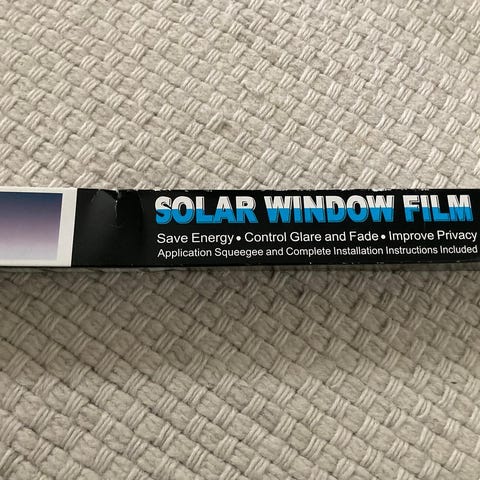 SOLAR WINDOW FILM
Save Energy • Control Glare and Fade • Improve Privacy
Application Squeegee and Complete Installation Instructions Included